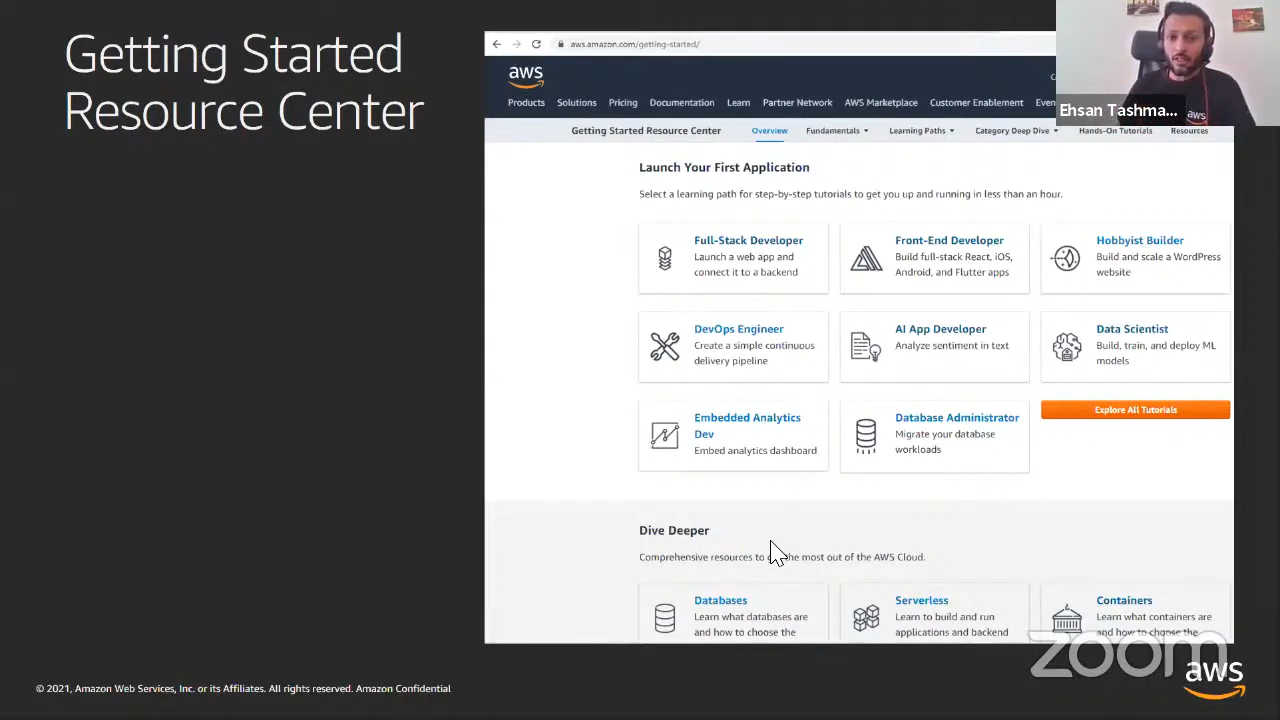 Getting Started
Resource Center
aws.amazon.com/getting-started/
aws
Products Solutions Pricing Documentation Learn Partner Network AWS Marketplace Customer Enablement Even
Ehsan Tashma...
aws
Getting Started Resource Center Overview Fundamentals Learning Paths Category Deep Dive Hands-On Tutorials Resources
Launch Your First Application
Select a learning path for step-by-step tutorials to get you up and running in less than an hour.
Full-Stack Developer
Launch a web app and
connect it to a backend
Front-End Developer
Build full-stack React, iOS,
Android, and Flutter apps
Hobbyist Builder
Build and scale a WordPress
website
DevOps Engineer
Create a simple continuous
delivery pipeline
AI App Developer
Analyze sentiment in text
Data Scientist
Build, train, and deploy ML
models
Embedded Analytics
Dev
Embed analytics dashboard
Database Administrator
Migrate your database
workloads
Explore All Tutorials
Dive Deeper
Comprehensive resources to the most out of the AWS Cloud.
Databases
Learn what databases are
and how to choose the
Serverless
Learn to build and run
applications and backend
Containers
Learn what containers are
and how to choose the
zoom
aws
© 2021, Amazon Web Services, Inc. or its Affiliates. All rights reserved. Amazon Confidential